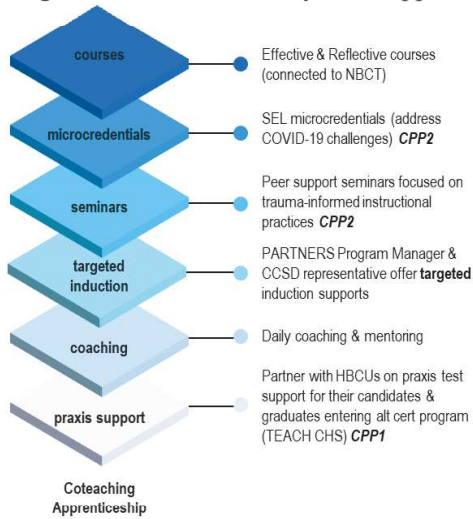 courses
Effective & Reflective courses
(connected to NBCT)
microcredentials
SEL microcredentials (address
COVID-19 challenges) CPP2
seminars
Peer support seminars focused on
trauma-informed instructional
practices CPP2
targeted
induction
PARTNERS Program Manager &
CCSD representative offer targeted
induction supports
coaching
Daily coaching & mentoring
praxis support
Partner with HBCUs on praxis test
support for their candidates &
graduates entering alt cert program
(TEACH CHS) CPP1
Coteaching
Apprenticeship